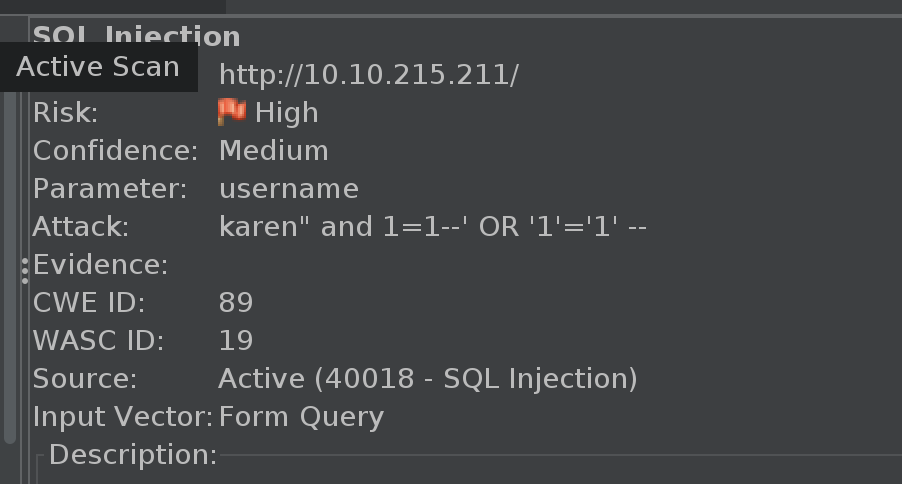 SQL Injection
Active Scan
http://10.10.215.211/
Risk: High
Confidence: Medium
Parameter: username
Attack: karen" and 1=1--' OR '1'='1' --
Evidence:
CWE ID: 89
WASC ID: 19
Source: Active (40018 - SQL Injection)
Input Vector: Form Query
Description: